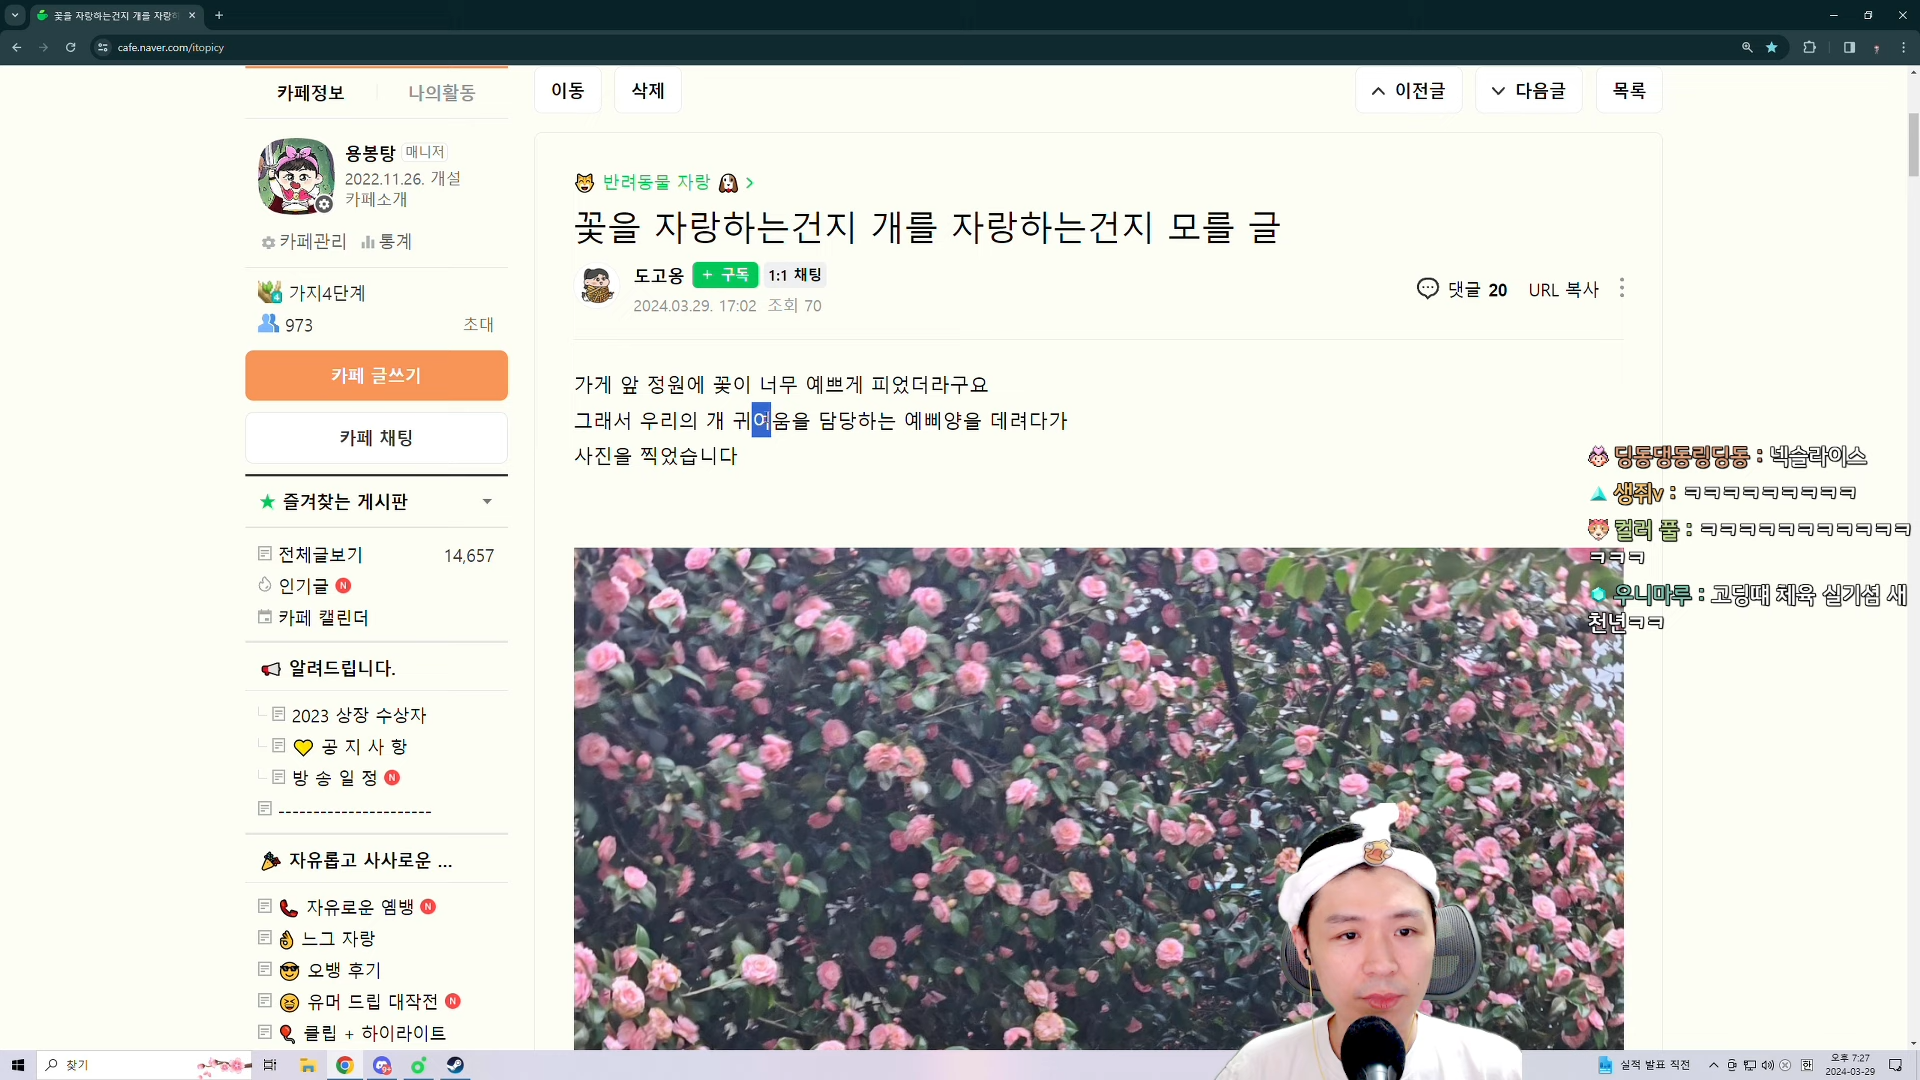 꽃을 자랑하는건지 개를 자랑하
cafe.naver.com/itopicy
카페정보
나의활동
이동
삭제
이전글
다음글
목록
용봉탕 매니저
2022.11.26. 개설
카페소개
카페관리 통계
가지4단계
973 초대
카페 글쓰기
카페 채팅
즐겨찾는 게시판
전체글보기 14,657
인기글 N
카페 캘린더
알려드립니다.
2023 상장 수상자
공 지 사 항
방 송 일 정 N
----------------------
자유롭고 사사로운 ...
자유로운 옘뱅 N
느그 자랑
오뱅 후기
유머 드립 대작전 N
클립 + 하이라이트
반려동물 자랑
꽃을 자랑하는건지 개를 자랑하는건지 모를 글
도고옹 + 구독 1:1 채팅
2024.03.29. 17:02 조회 70
댓글 20 URL 복사
가게 앞 정원에 꽃이 너무 예쁘게 피었더라구요
그래서 우리의 개 귀여움을 담당하는 예삐양을 데려다가
사진을 찍었습니다
딩동댕동링딩동 : 넥슬라이스
생쥐v : ㅋㅋㅋㅋㅋㅋㅋㅋㅋ
컬러 풀 : ㅋㅋㅋㅋㅋㅋㅋㅋㅋㅋㅋ
ㅋㅋㅋ
우니마루 : 고딩때 체육 실기섬 새
천년ㅋㅋ
찾기
실적 발표 직전
한
오후 7:27
2024-03-29